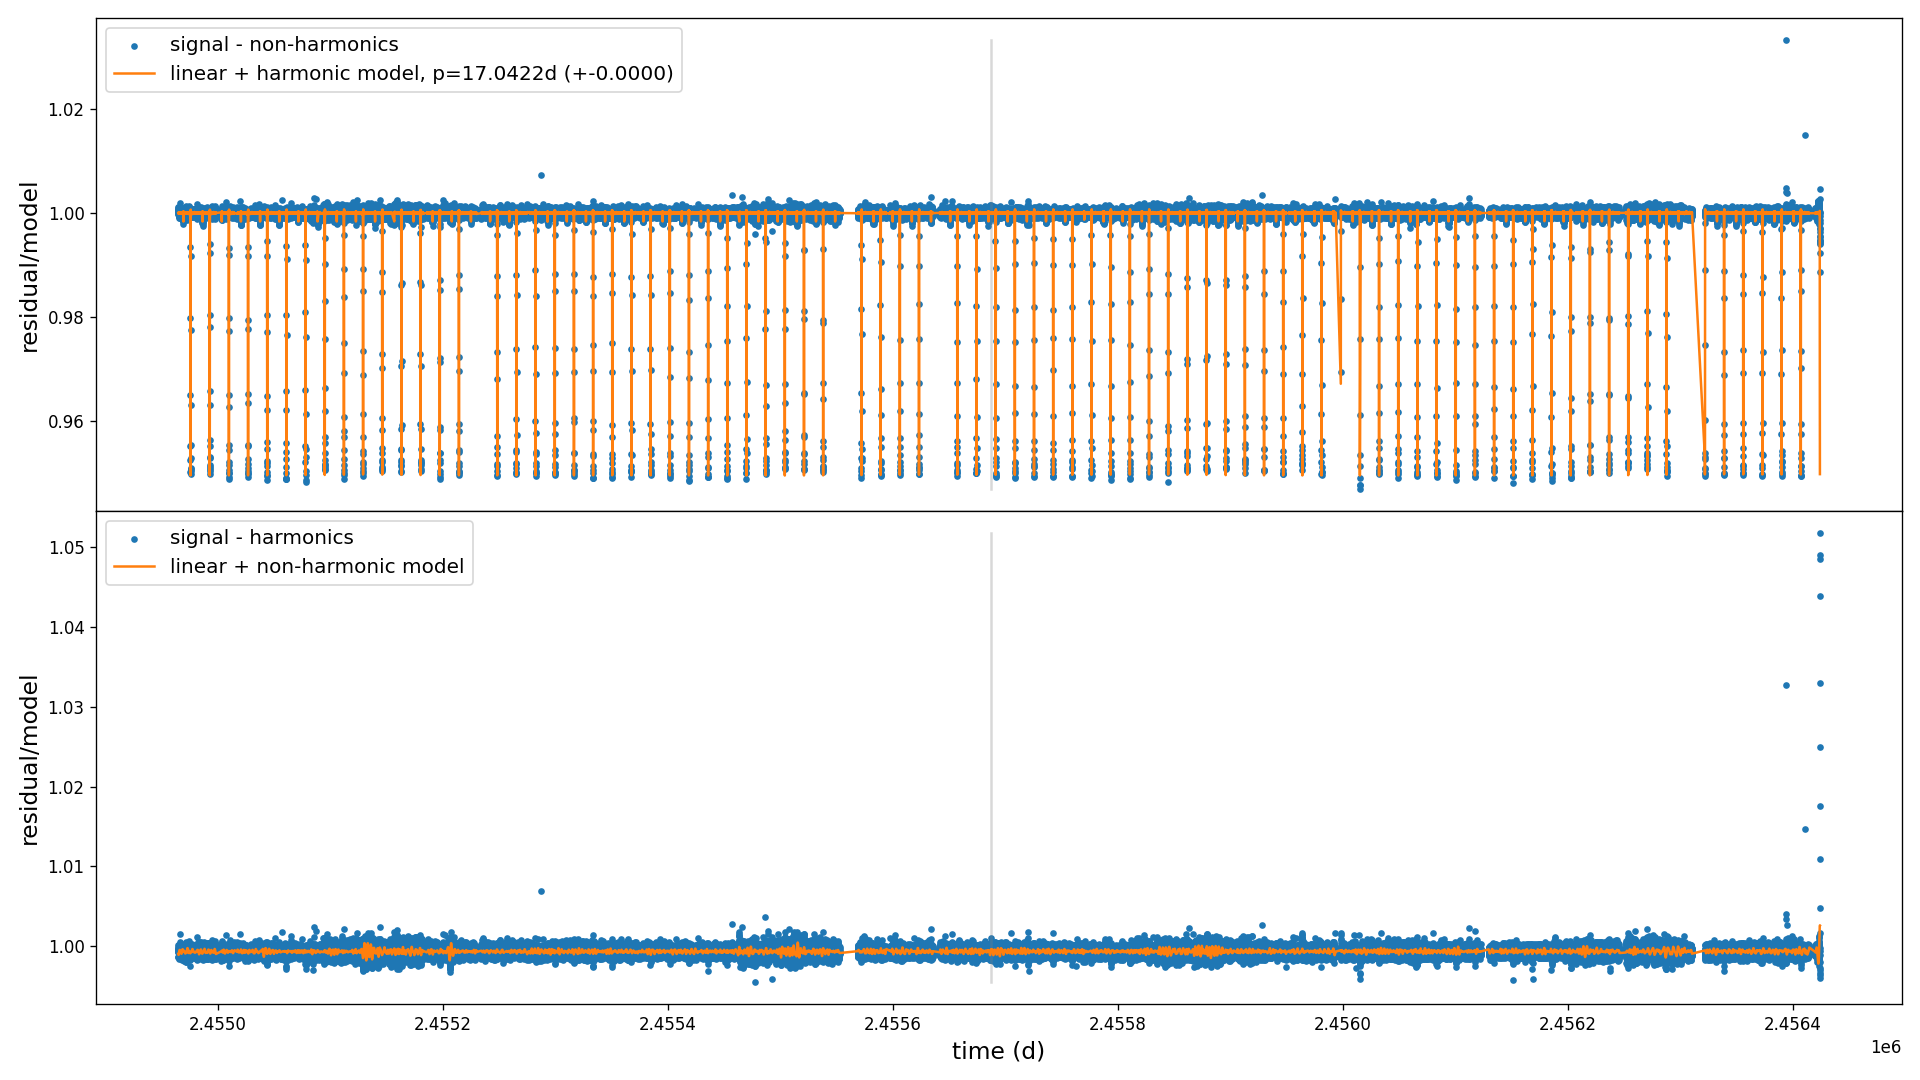 signal - non-harmonics
linear + harmonic model, p=17.0422d (+-0.0000)
residual/model
1.02
1.00
0.98
0.96
signal - harmonics
linear + non-harmonic model
residual/model
1.05
1.04
1.03
1.02
1.01
1.00
2.4550
2.4552
2.4554
2.4556
2.4558
2.4560
2.4562
2.4564
time (d)
1e6